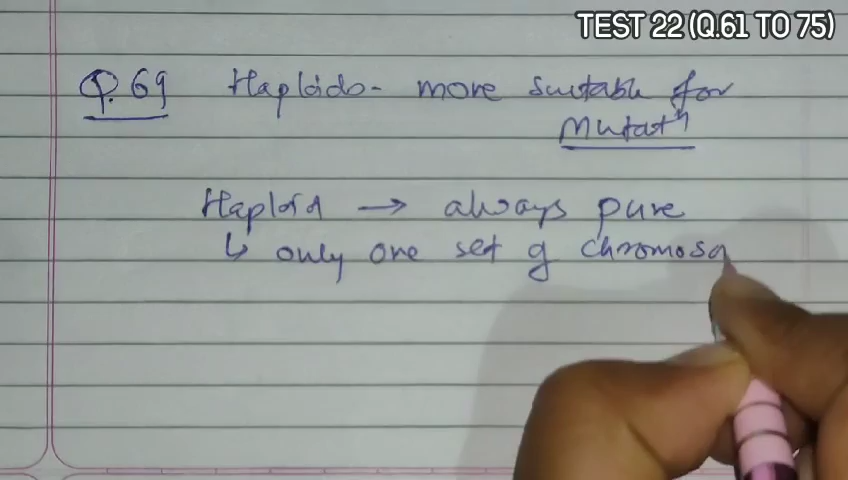 TEST 22 (Q.61 TO 75)
Q.69 Haploids- more suitable for
Mutatn
Haploid → always pure
↳ only one set of chromoso